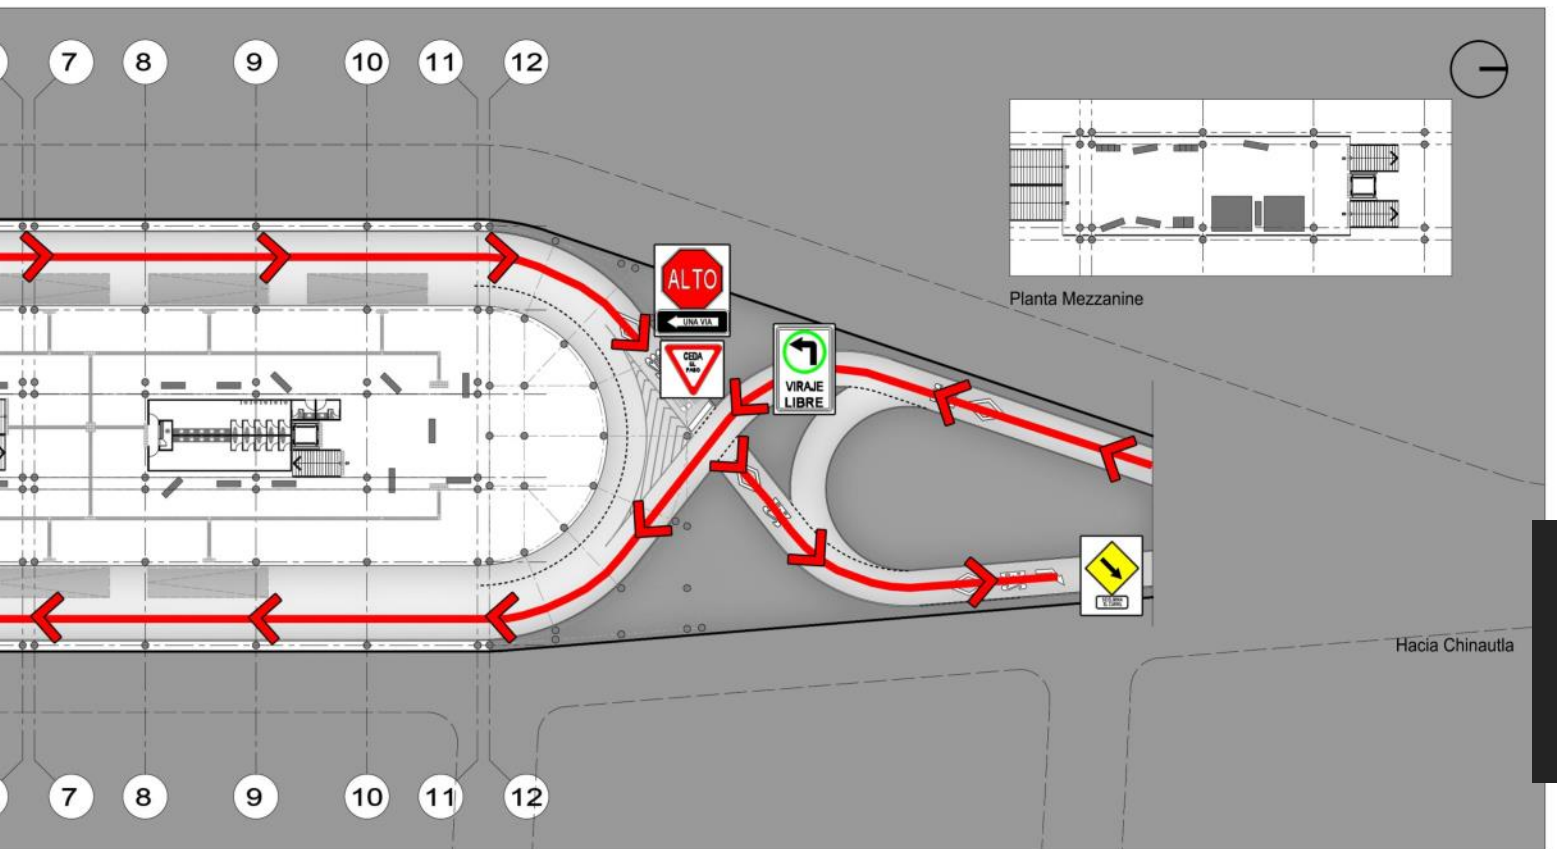 7 8 9 10 11 12
ALTO
UNA VIA
CEDA
EL
PASO
VIRAJE
LIBRE
Planta Mezzanine
Hacia Chinautla
7 8 9 10 11 12